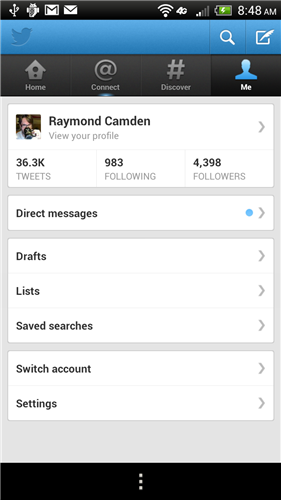 4G 8:48 AM
Home Connect Discover Me
Raymond Camden
View your profile
36.3K 983 4,398
TWEETS FOLLOWING FOLLOWERS
Direct messages
Drafts
Lists
Saved searches
Switch account
Settings